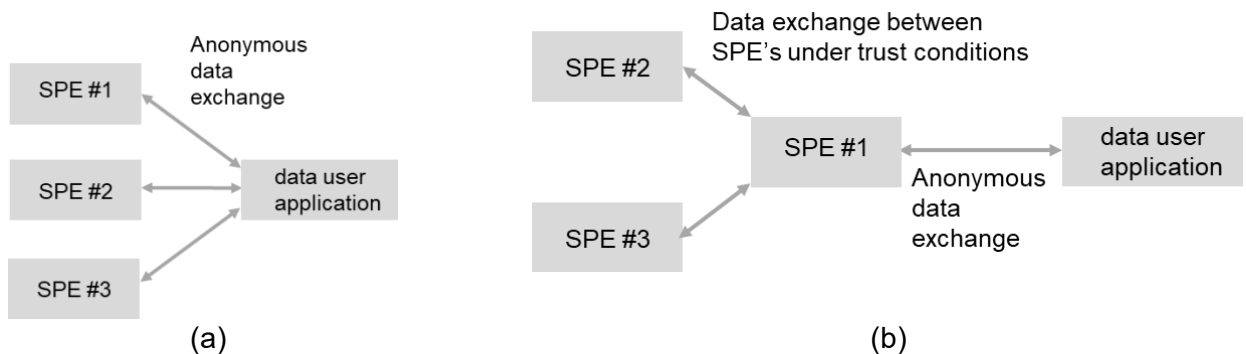 Anonymous
data
exchange
SPE #1
SPE #2
data user
application
SPE #3
(a)
Data exchange between
SPE's under trust conditions
SPE #2
SPE #1
data user
application
Anonymous
data
exchange
SPE #3
(b)